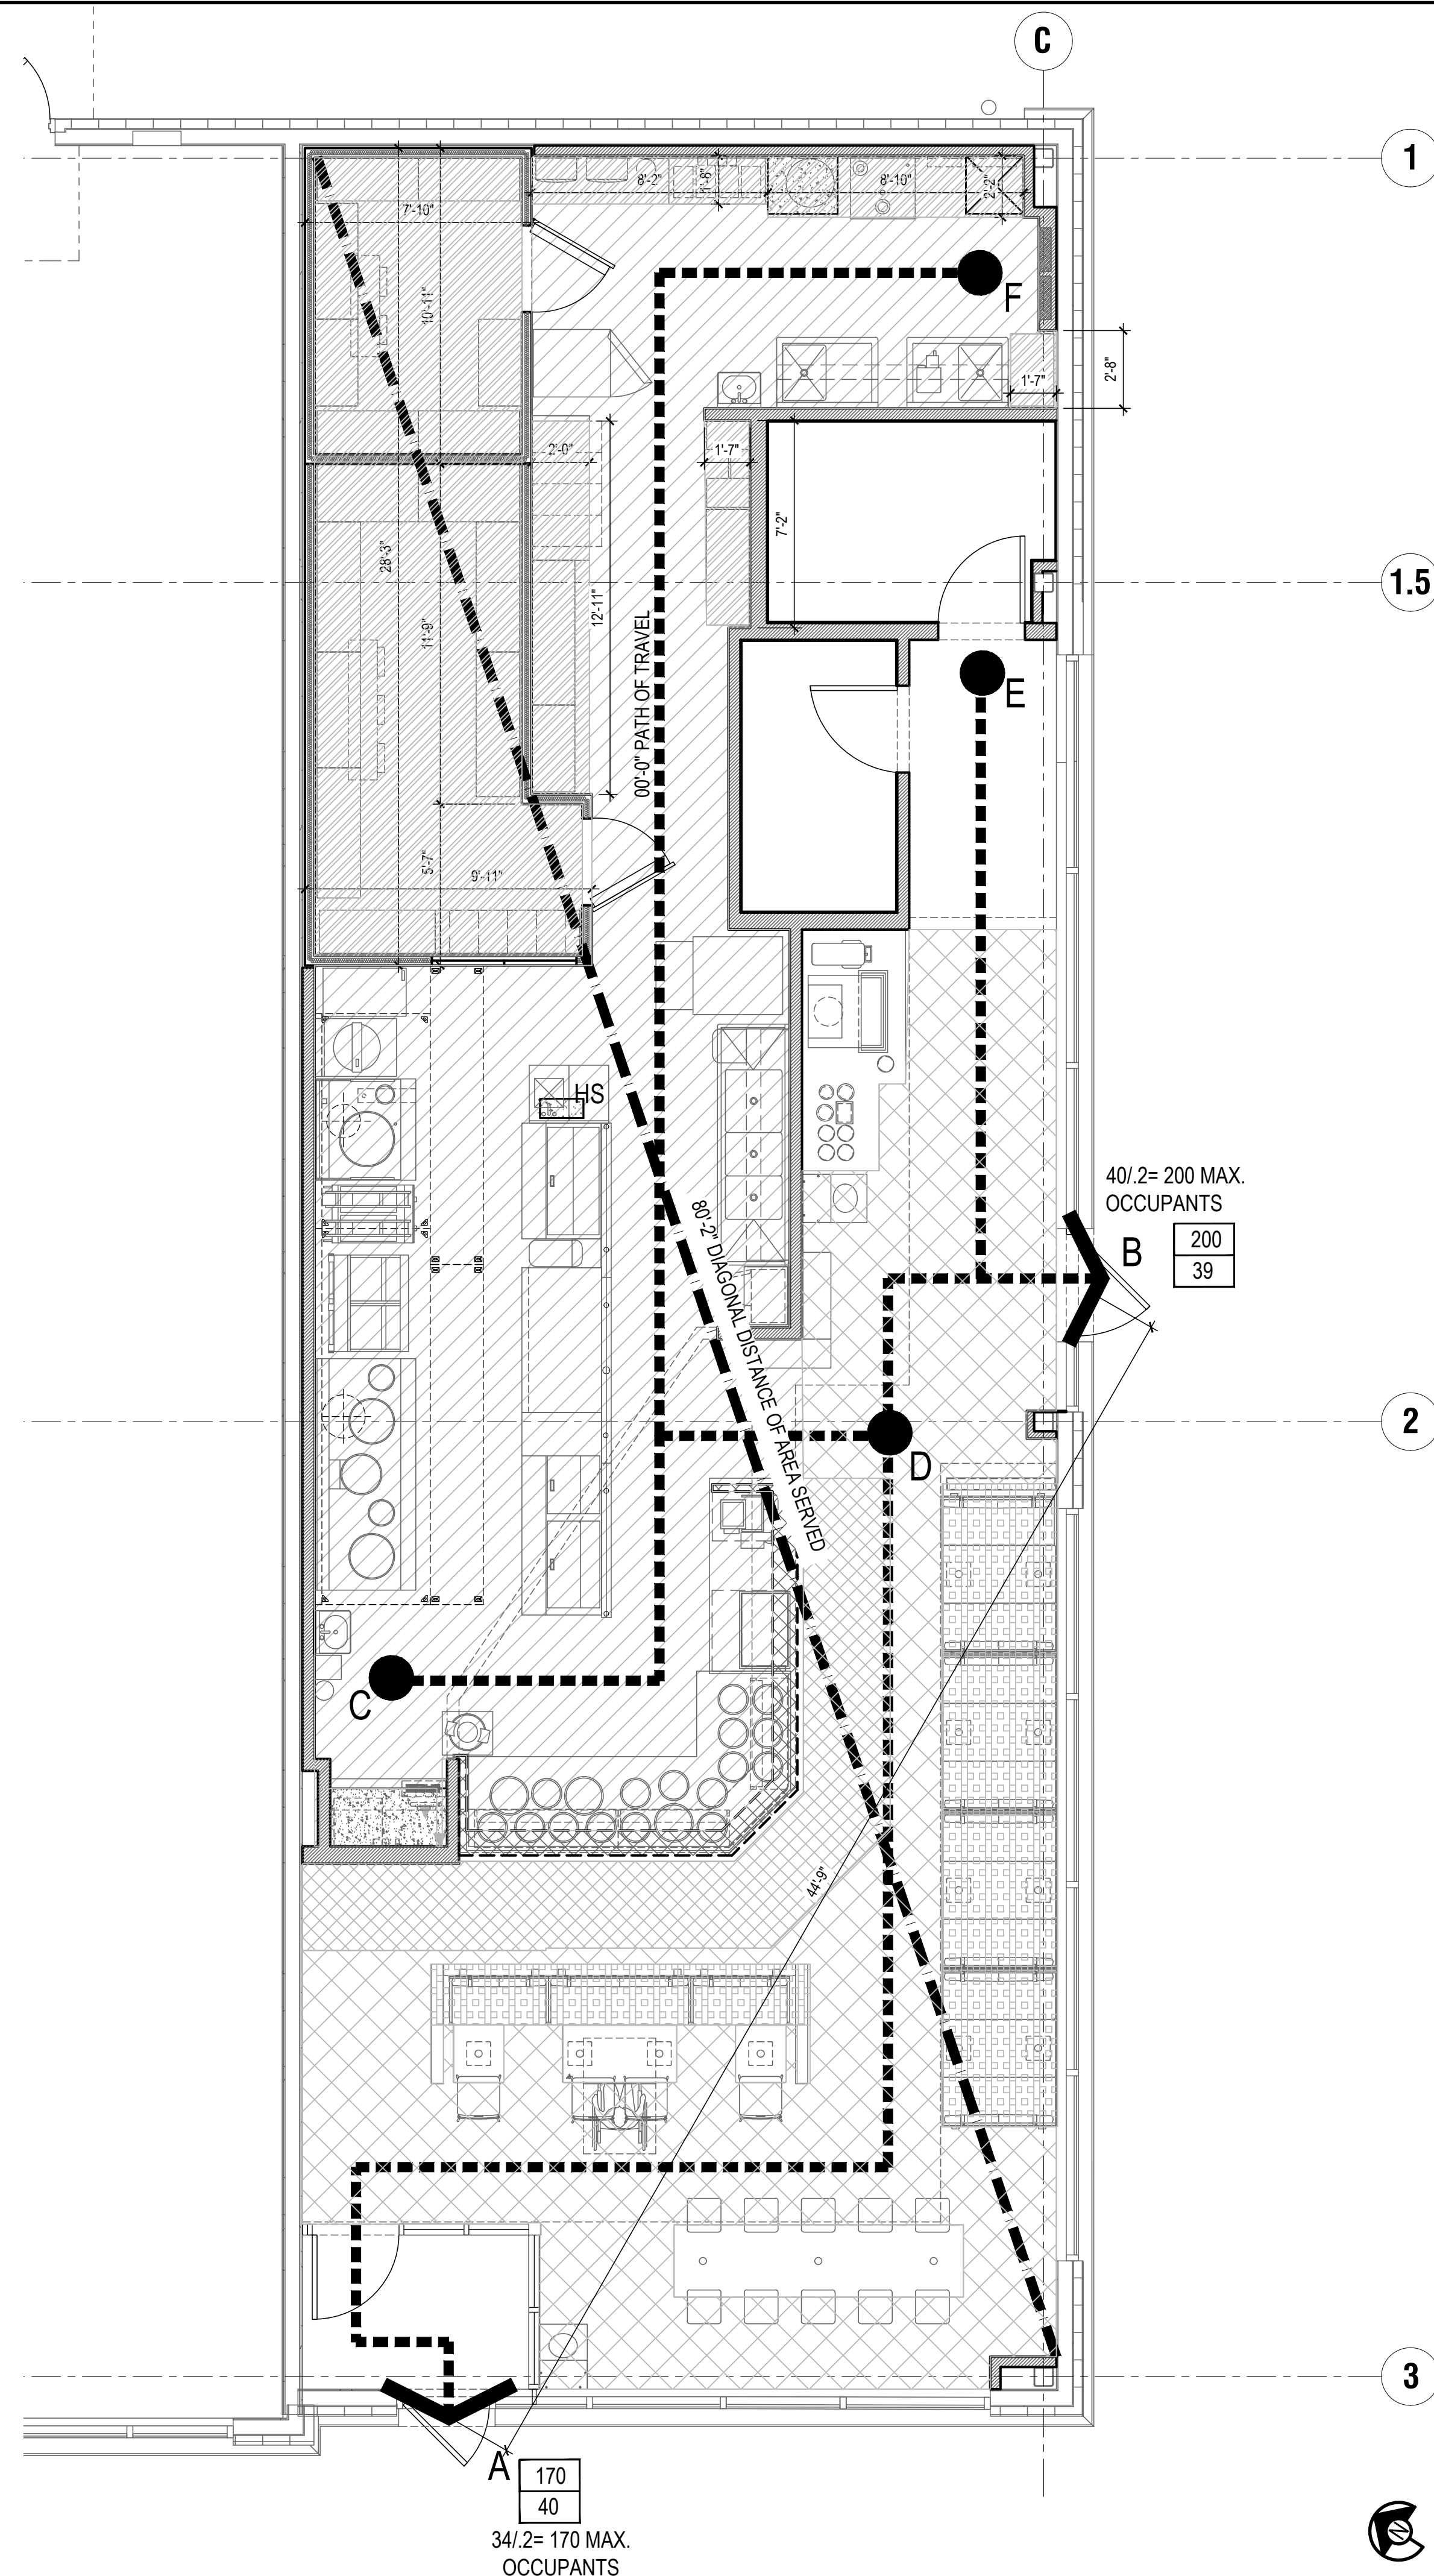 C
1
8'-2"
1'-8"
8'-10"
2'-2"
7'-10"
10'-11"
F
2'-8"
1'-7"
2'-0"
1'-7"
7'-2"
28'-3"
1.5
12'-11"
11'-9"
00'-0" PATH OF TRAVEL
E
5'-7"
9'-11"
HS
40/.2= 200 MAX.
OCCUPANTS
B
200
39
80'-2" DIAGONAL DISTANCE OF AREA SERVED
2
D
C
44'-9"
3
A
170
40
34/.2= 170 MAX.
OCCUPANTS
N